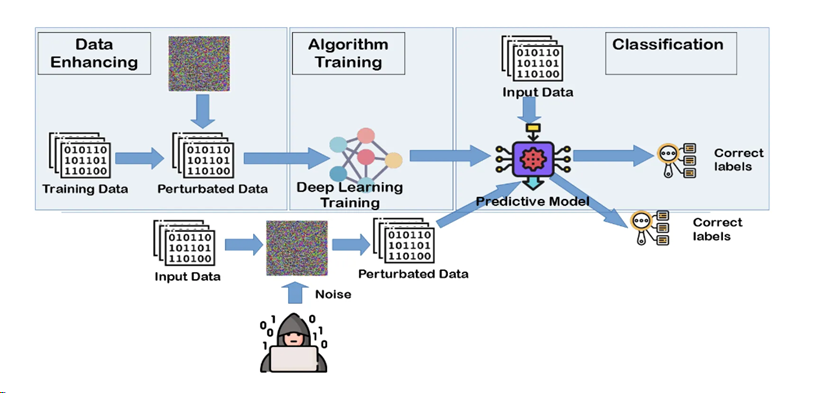 Data
Enhancing
Algorithm
Training
Classification
010110
101101
110100
Input Data
010110
101101
110100
Training Data
010110
101101
110100
Perturbated Data
Deep Learning
Training
Predictive Model
Correct
labels
010110
101101
110100
Input Data
Noise
010110
101101
110100
Perturbated Data
Correct
labels
0 1 0
0 0 1 1
1 0